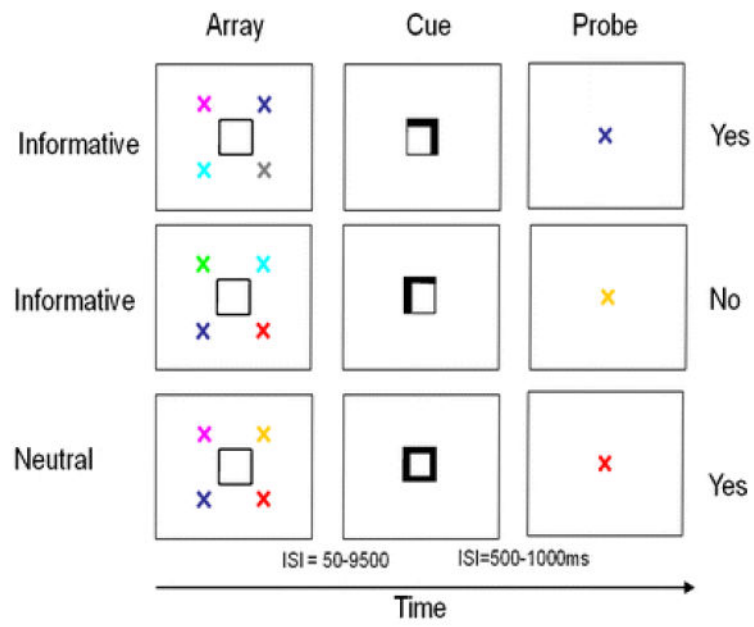 Array Cue Probe
Informative Yes
Informative No
Neutral
Yes
ISI = 50-9500 ISI=500-1000ms
Time